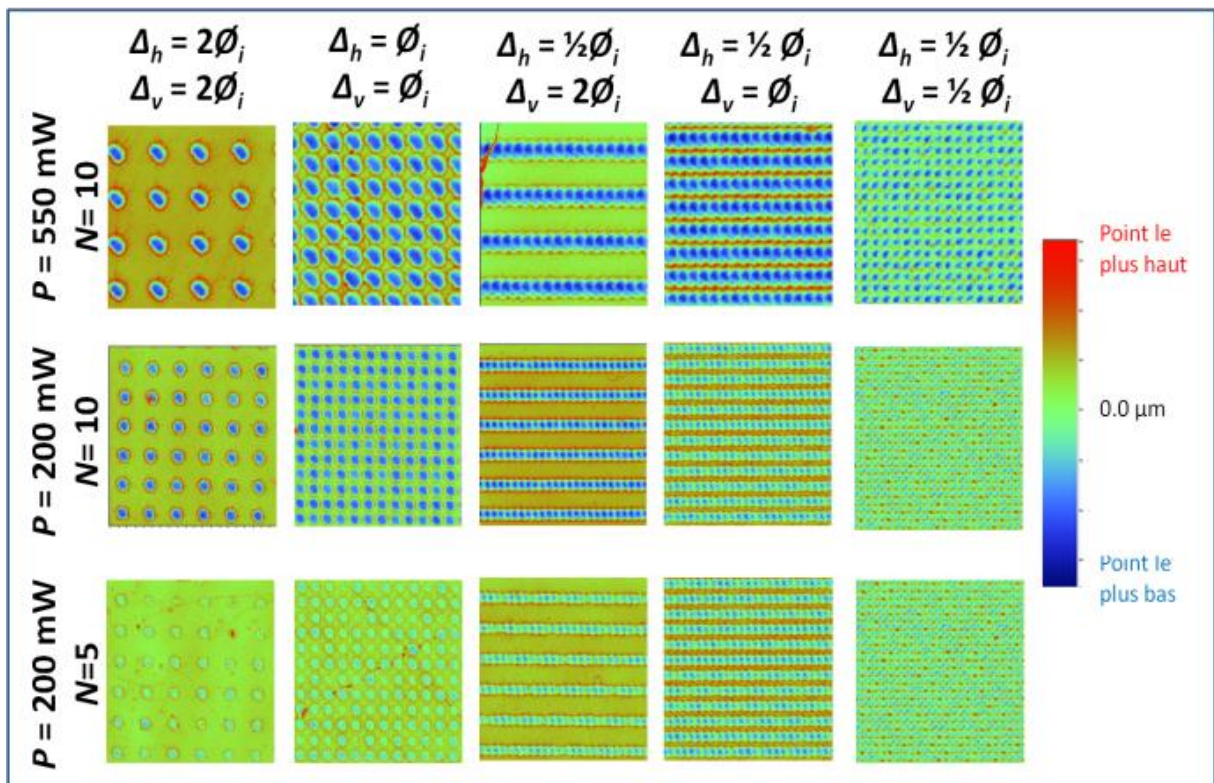 Δh = 2Øi
Δv = 2Øi
Δh = Øi
Δv = Øi
Δh = ½Øi
Δv = 2Øi
Δh = ½ Øi
Δv = Øi
Δh = ½ Øi
Δv = ½ Øi
P = 550 mW
N= 10
P = 200 mW
N= 10
P = 200 mW
N=5
Point le
plus haut
0.0 µm
Point le
plus bas